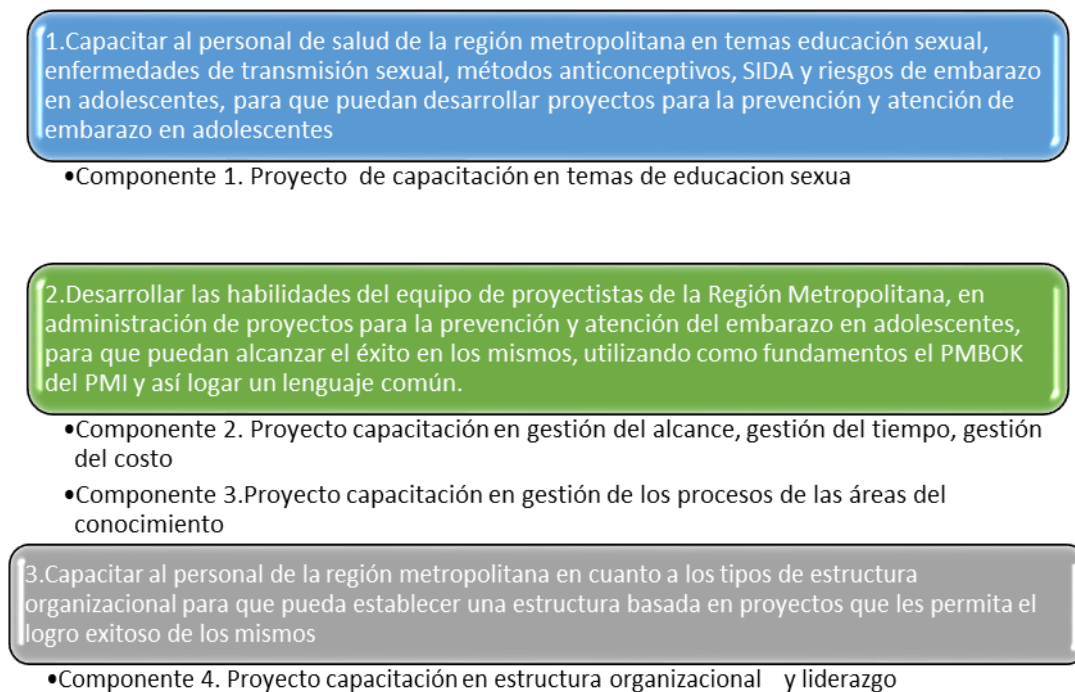 1.Capacitar al personal de salud de la región metropolitana en temas educación sexual,
enfermedades de transmisión sexual, métodos anticonceptivos, SIDA y riesgos de embarazo
en adolescentes, para que puedan desarrollar proyectos para la prevención y atención de
embarazo en adolescentes
•Componente 1. Proyecto de capacitación en temas de educacion sexua
2.Desarrollar las habilidades del equipo de proyectistas de la Región Metropolitana, en
administración de proyectos para la prevención y atención del embarazo en adolescentes,
para que puedan alcanzar el éxito en los mismos, utilizando como fundamentos el PMBOK
del PMI y así logar un lenguaje común.
•Componente 2. Proyecto capacitación en gestión del alcance, gestión del tiempo, gestión
del costo
•Componente 3.Proyecto capacitación en gestión de los procesos de las áreas del
conocimiento
3.Capacitar al personal de la región metropolitana en cuanto a los tipos de estructura
organizacional para que pueda establecer una estructura basada en proyectos que les permita el
logro exitoso de los mismos
•Componente 4. Proyecto capacitación en estructura organizacional y liderazgo